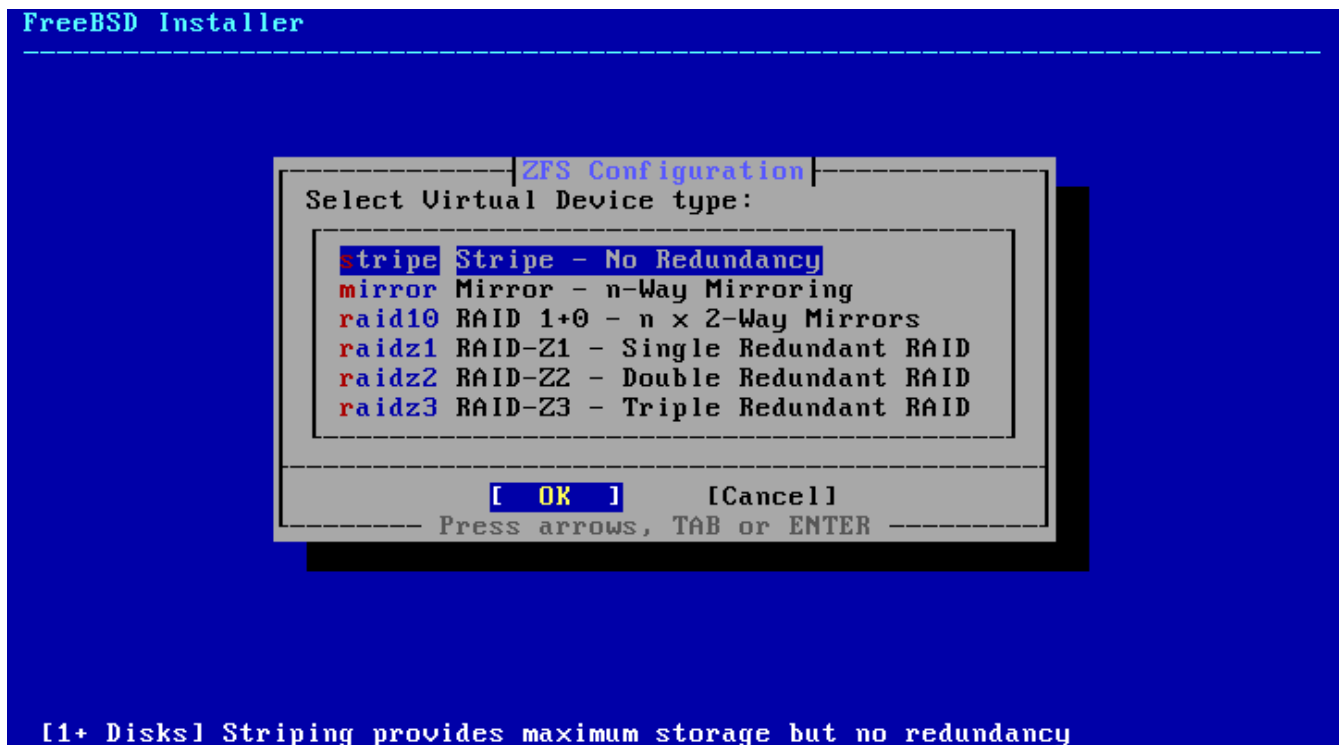 FreeBSD Installer
ZFS Configuration
Select Virtual Device type:
stripe Stripe - No Redundancy
mirror Mirror - n-Way Mirroring
raid10 RAID 1+0 - n x 2-Way Mirrors
raidz1 RAID-Z1 - Single Redundant RAID
raidz2 RAID-Z2 - Double Redundant RAID
raidz3 RAID-Z3 - Triple Redundant RAID
[ OK ] [Cancel]
Press arrows, TAB or ENTER
[1+ Disks] Striping provides maximum storage but no redundancy